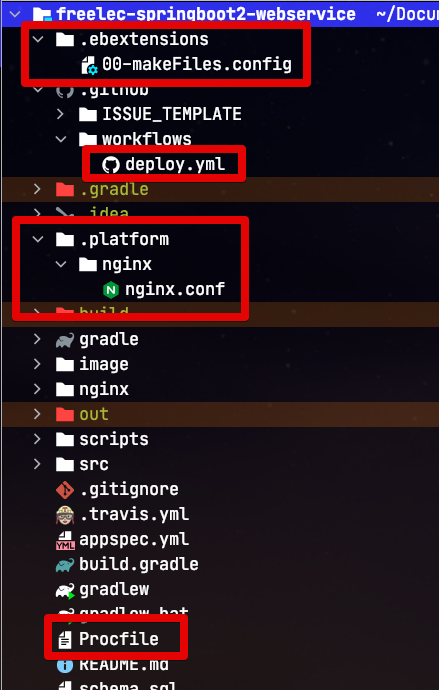 freelec-springboot2-webservice ~/Docum
.ebextensions
00-makeFiles.config
.github
ISSUE_TEMPLATE
workflows
deploy.yml
.gradle
.idea
.platform
nginx
nginx.conf
build
gradle
image
nginx
out
scripts
src
.gitignore
.travis.yml
YML appspec.yml
build.gradle
gradlew
gradlew.bat
Procfile
README.md
schema.sql